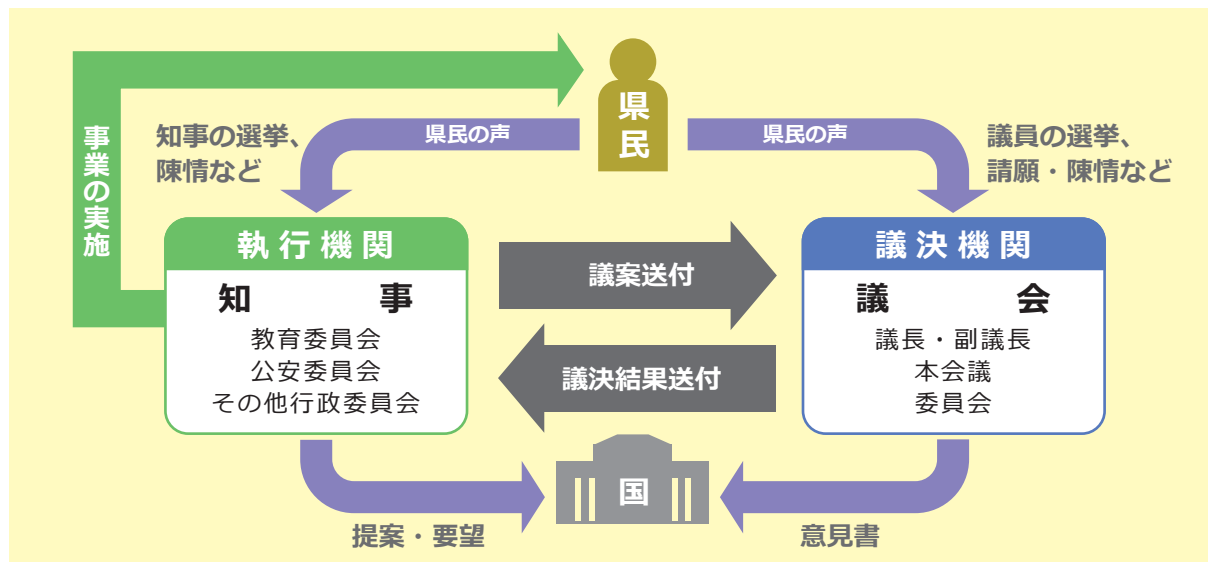 県民
事業の実施
知事の選挙、
陳情など
県民の声
県民の声
議員の選挙、
請願・陳情など
執行機関
知事
教育委員会
公安委員会
その他行政委員会
議案送付
議決結果送付
議決機関
議会
議長・副議長
本会議
委員会
国
提案・要望
意見書